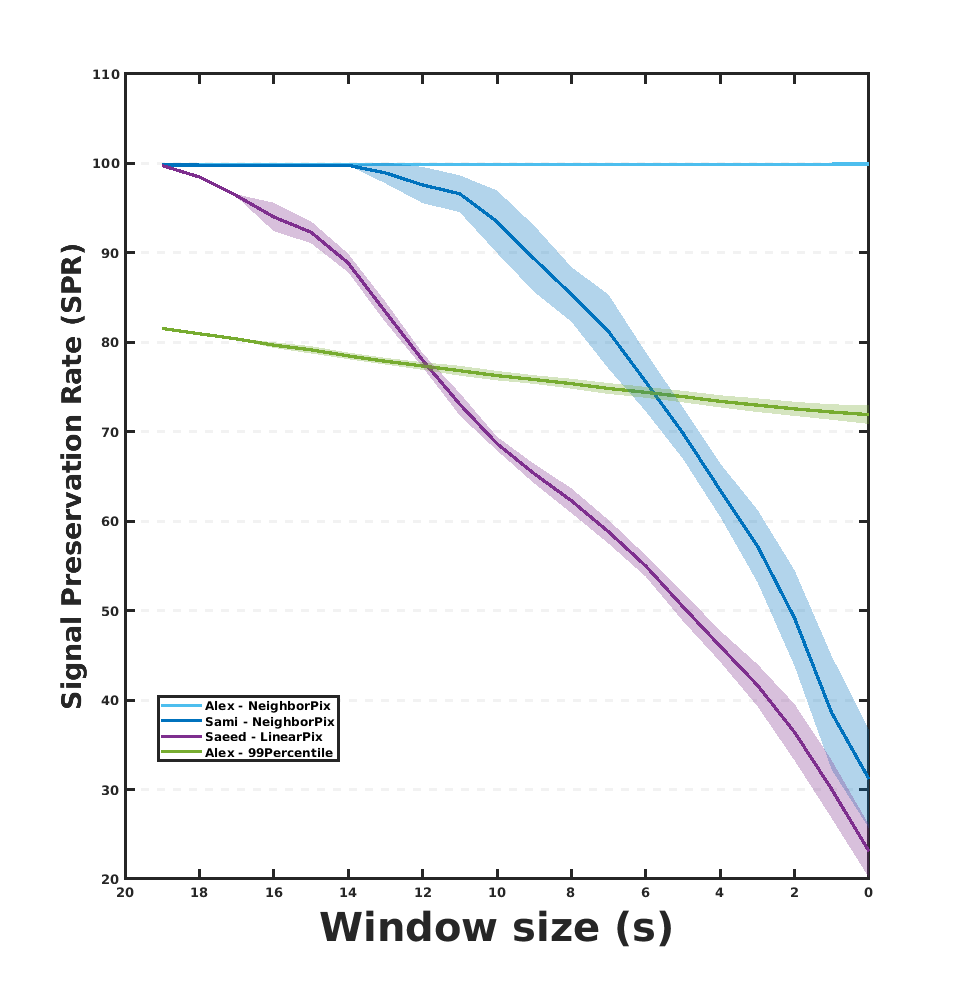 110
100
90
80
70
60
50
40
30
20
Signal Preservation Rate (SPR)
Alex - NeighborPix
Sami - NeighborPix
Saeed - LinearPix
Alex - 99Percentile
20 18 16 14 12 10 8 6 4 2 0
Window size (s)